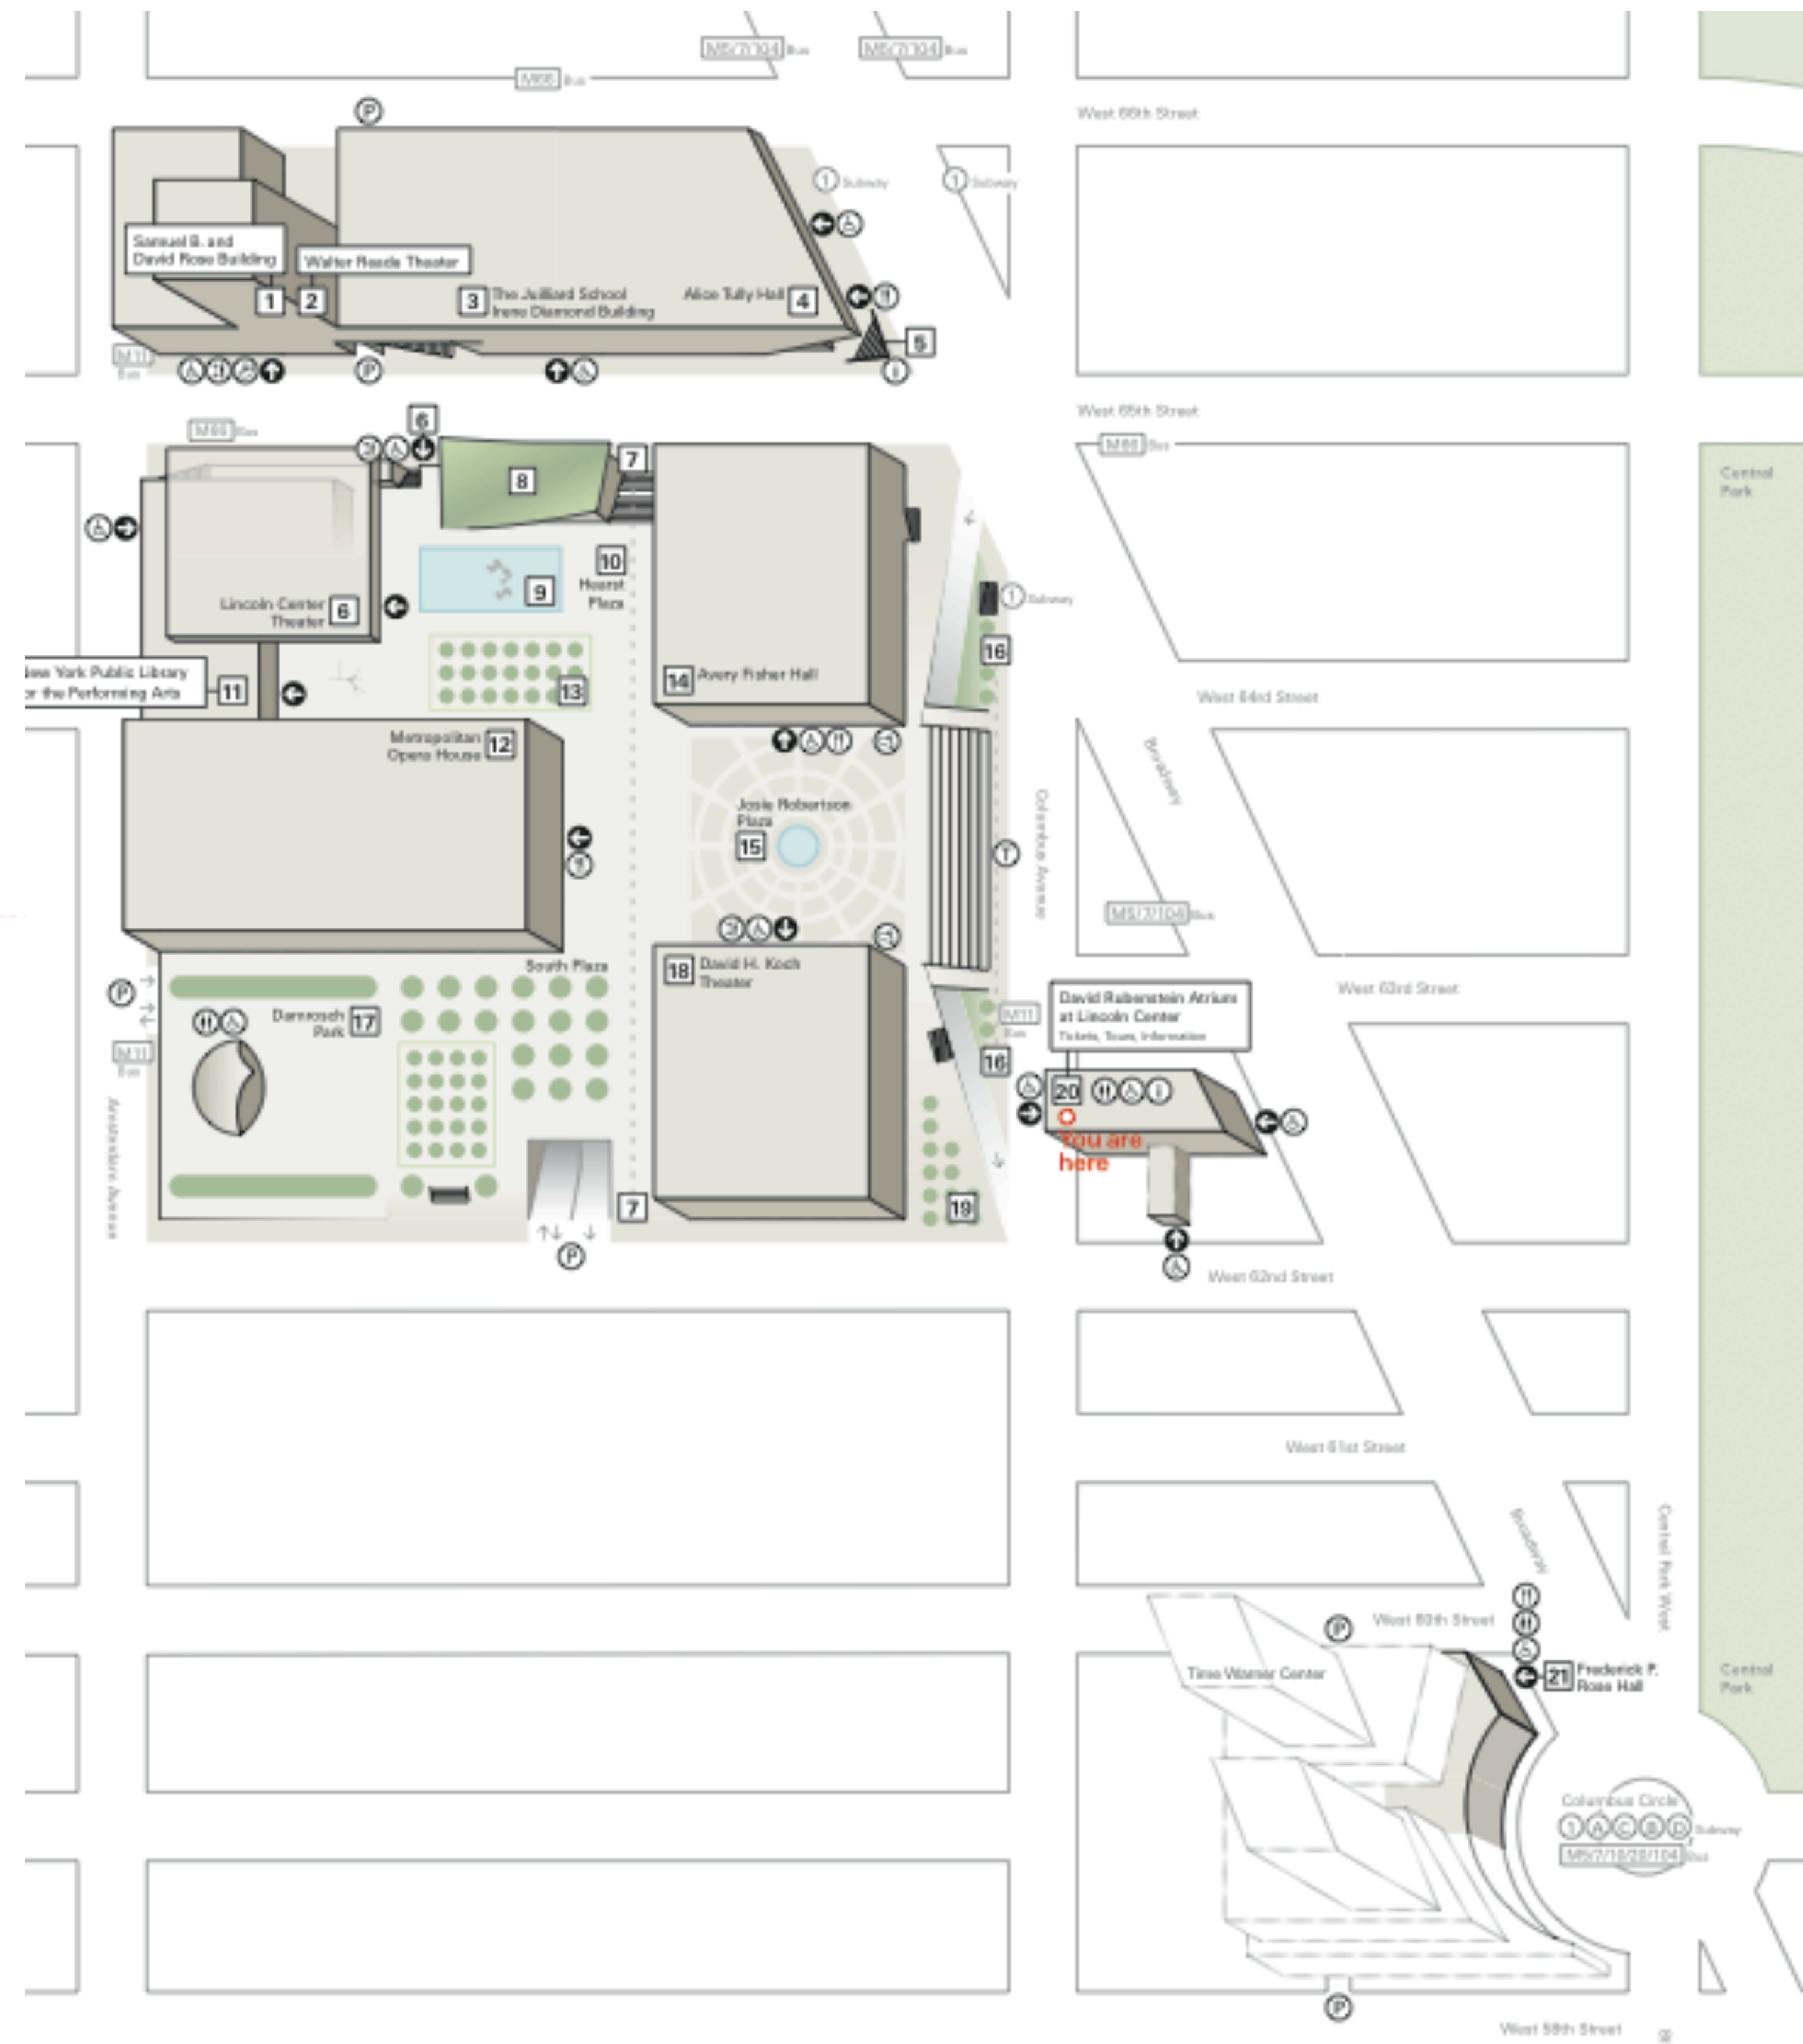 M5/7/104 Bus
M5/7/104 Bus
M66 Bus
P
West 66th Street
1 Subway
1 Subway
Samuel B. and
David Rose Building
Walter Reade Theater
1
2
3
The Juilliard School
Irene Diamond Building
Alice Tully Hall
4
5
M11
Bus
P
i
West 65th Street
6
M66 Bus
M66 Bus
7
8
Central
Park
10
Hearst
Plaza
9
Lincoln Center
Theater
6
1 Subway
16
New York Public Library
or the Performing Arts
11
13
14
Avery Fisher Hall
West 64rd Street
Metropolitan
Opera House
12
Broadway
Josie Robertson
Plaza
15
T
Columbus Avenue
M5/7/104 Bus
South Plaza
18
David H. Koch
Theater
West 63rd Street
P
Damrosch
Park
17
M11
Bus
David Rubenstein Atrium
at Lincoln Center
Tickets, Tours, Information
M11
Bus
16
20
i
You are
here
Amsterdam Avenue
7
19
P
West 62nd Street
West 61st Street
Broadway
Central Park West
P
West 60th Street
Time Warner Center
21
Frederick P.
Rose Hall
Central
Park
Columbus Circle
1 A C B D Subway
M5/7/10/20/104 Bus
P
West 58th Street